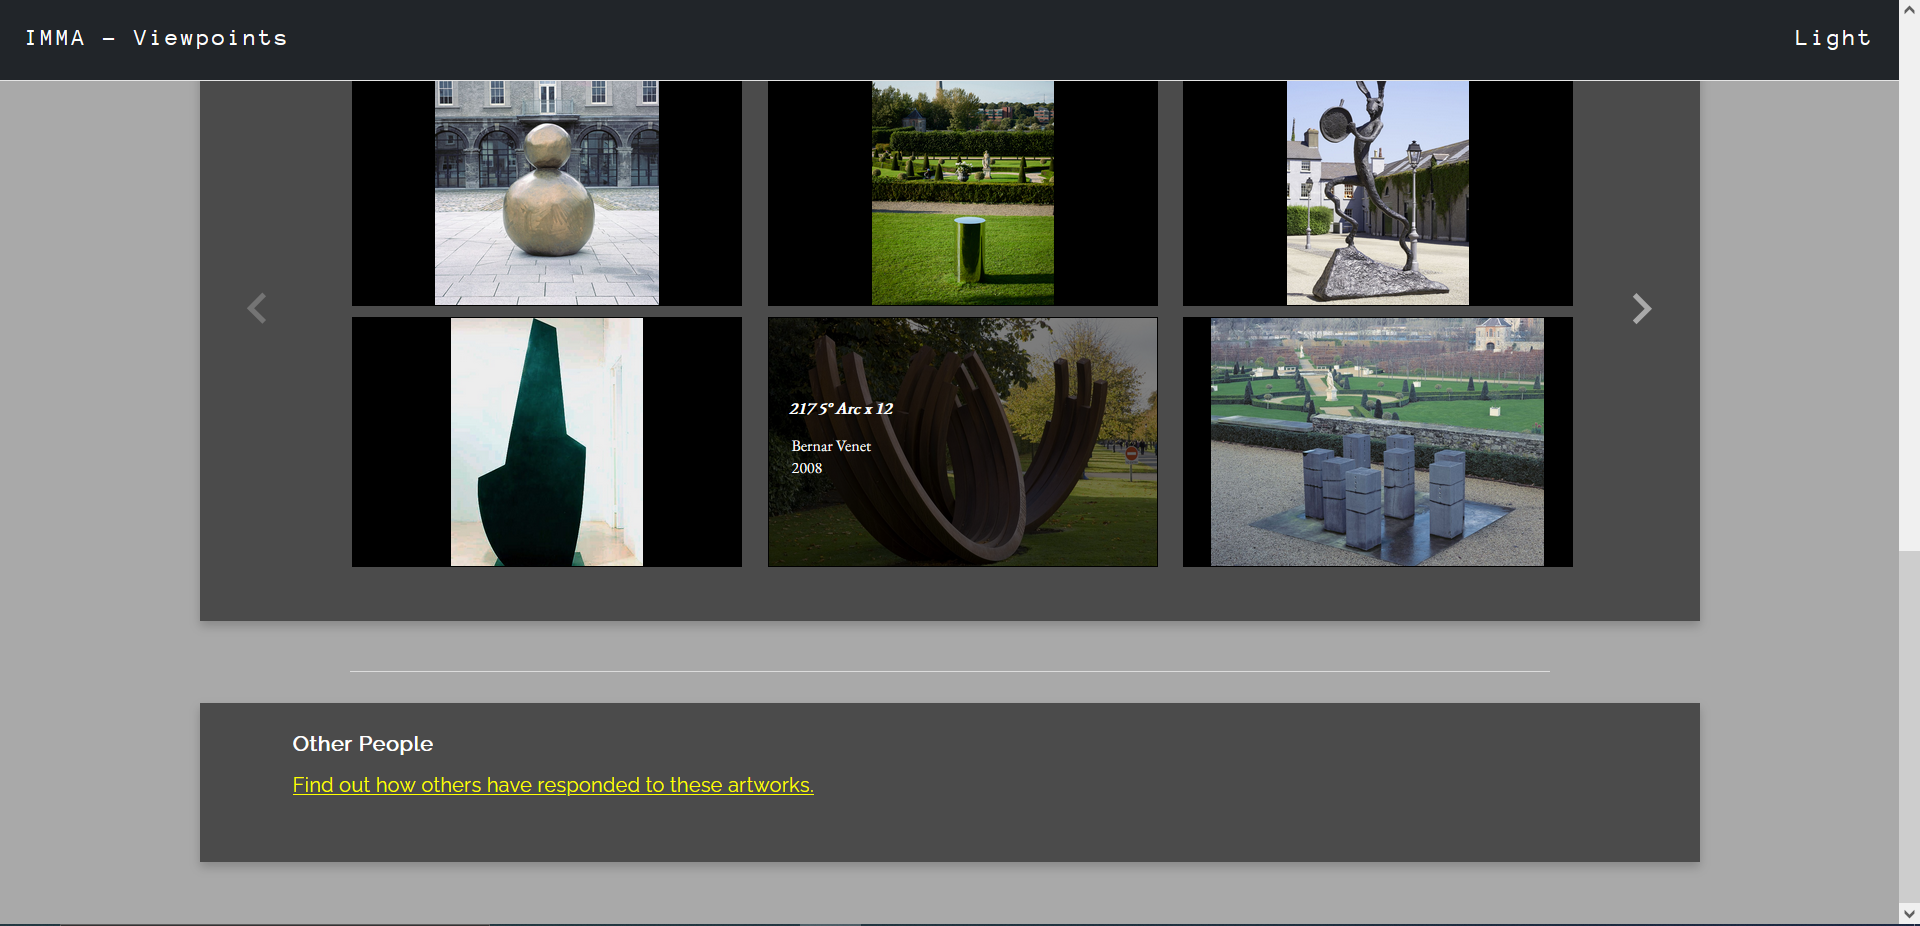 IMMA - Viewpoints
Light
217 5° Arc x 12
Bernar Venet
2008
Other People
Find out how others have responded to these artworks.